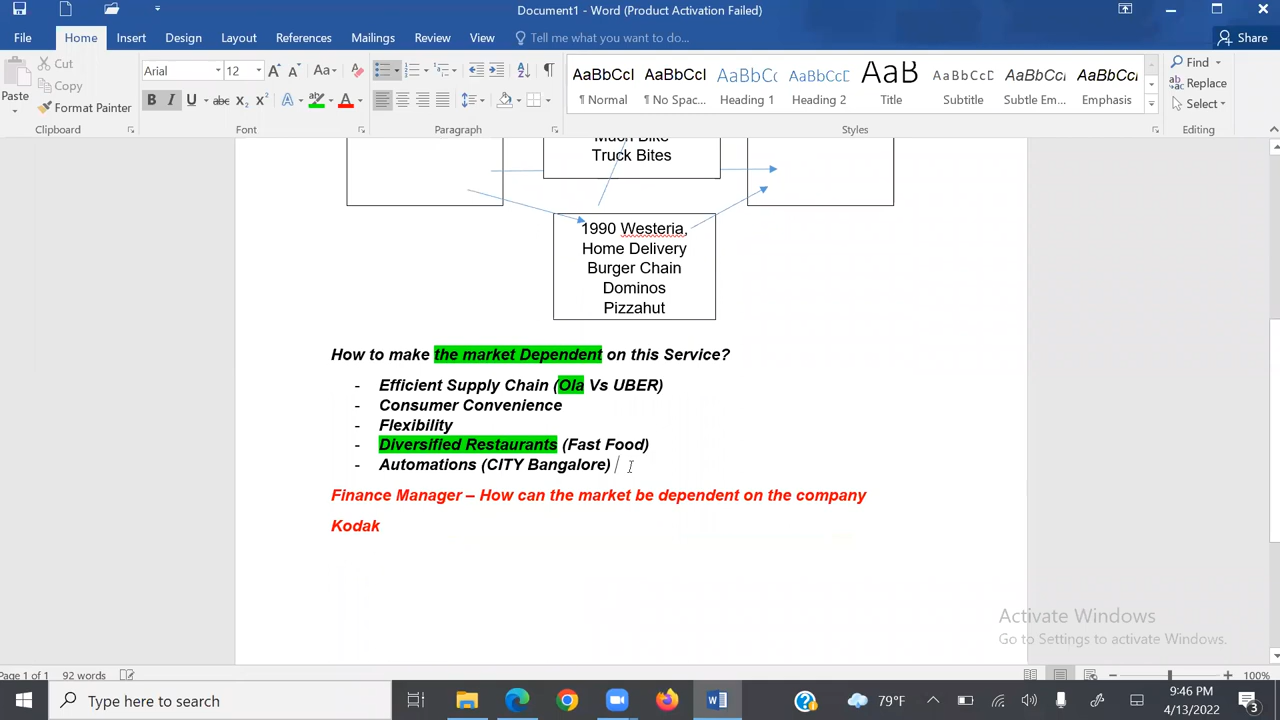 Document1 - Word (Product Activation Failed)
File Home Insert Design Layout References Mailings Review View Tell me what you want to do... Share
Cut
Copy
Format Painter
Paste
Clipboard
Arial 12
Font
Paragraph
AaBbCcI AaBbCcI AaBbCc AaBbCcI AaB AaBbCcI AaBbCcI AaBbCcI
¶ Normal ¶ No Spac... Heading 1 Heading 2 Title Subtitle Subtle Em... Emphasis
Styles
Find
Replace
Select
Editing
Truck Bites
1990 Westeria,
Home Delivery
Burger Chain
Dominos
Pizzahut
How to make the market Dependent on this Service?
- Efficient Supply Chain (Ola Vs UBER)
- Consumer Convenience
- Flexibility
- Diversified Restaurants (Fast Food)
- Automations (CITY Bangalore)
Finance Manager – How can the market be dependent on the company
Kodak
Activate Windows
Go to Settings to activate Windows.
Page 1 of 1 92 words 100%
Type here to search
79°F
9:46 PM
4/13/2022
3